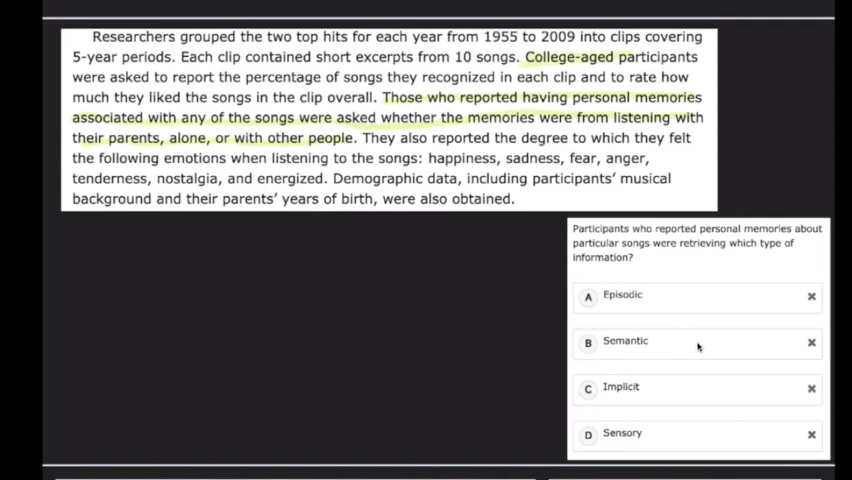 Researchers grouped the two top hits for each year from 1955 to 2009 into clips covering
5-year periods. Each clip contained short excerpts from 10 songs. College-aged participants
were asked to report the percentage of songs they recognized in each clip and to rate how
much they liked the songs in the clip overall. Those who reported having personal memories
associated with any of the songs were asked whether the memories were from listening with
their parents, alone, or with other people. They also reported the degree to which they felt
the following emotions when listening to the songs: happiness, sadness, fear, anger,
tenderness, nostalgia, and energized. Demographic data, including participants' musical
background and their parents' years of birth, were also obtained.
Participants who reported personal memories about
particular songs were retrieving which type of
information?
A Episodic
B Semantic
C Implicit
D Sensory